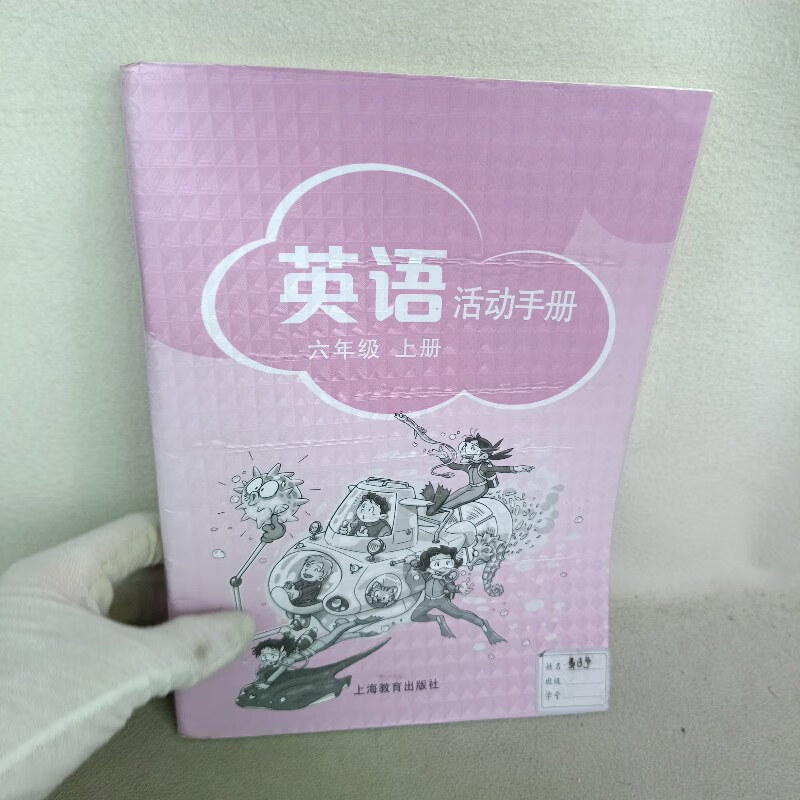 英语 活动手册
六年级 上册
上海教育出版社
姓名
班级
学号